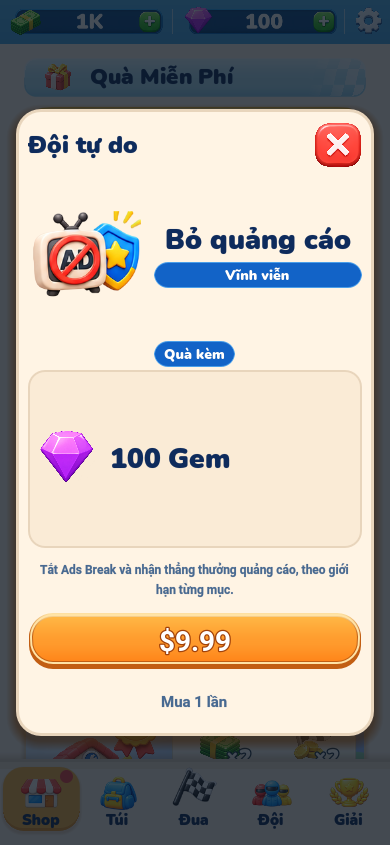 1K
100
Quà Miễn Phí
Đội tự do
AD
Bỏ quảng cáo
Vĩnh viễn
Quà kèm
100 Gem
Tắt Ads Break và nhận thẳng thưởng quảng cáo, theo giới
hạn từng mục.
$9.99
Mua 1 lần
x2
x2
Shop
Túi
Đua
Đội
Giải